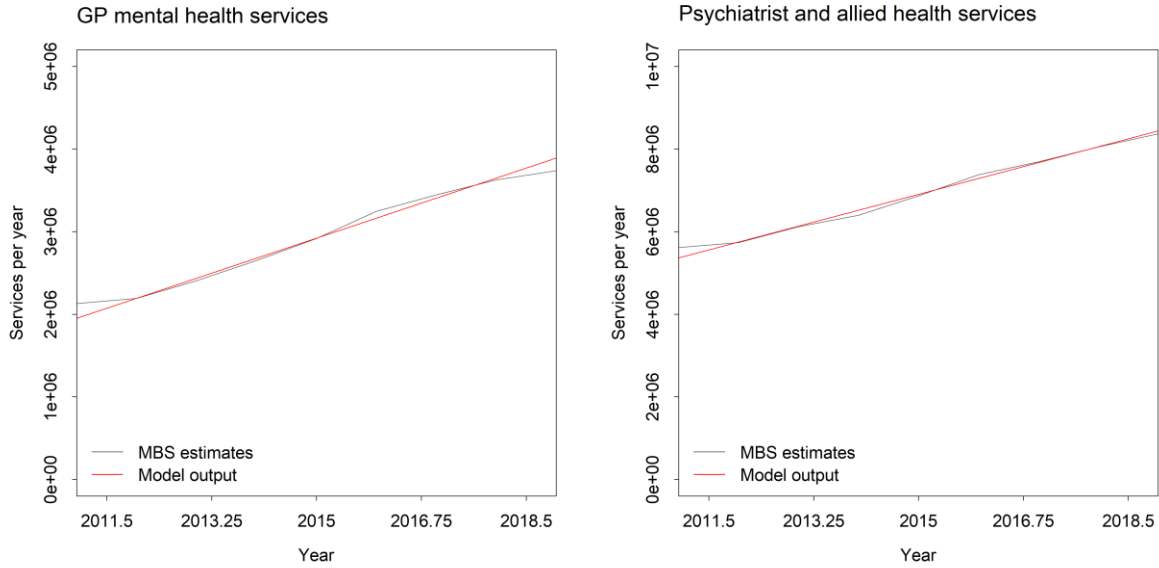 GP mental health services
5e+06
4e+06
3e+06
2e+06
1e+06
0e+00
Services per year
MBS estimates
Model output
2011.5 2013.25 2015 2016.75 2018.5
Year
Psychiatrist and allied health services
1e+07
8e+06
6e+06
4e+06
2e+06
0e+00
Services per year
MBS estimates
Model output
2011.5 2013.25 2015 2016.75 2018.5
Year